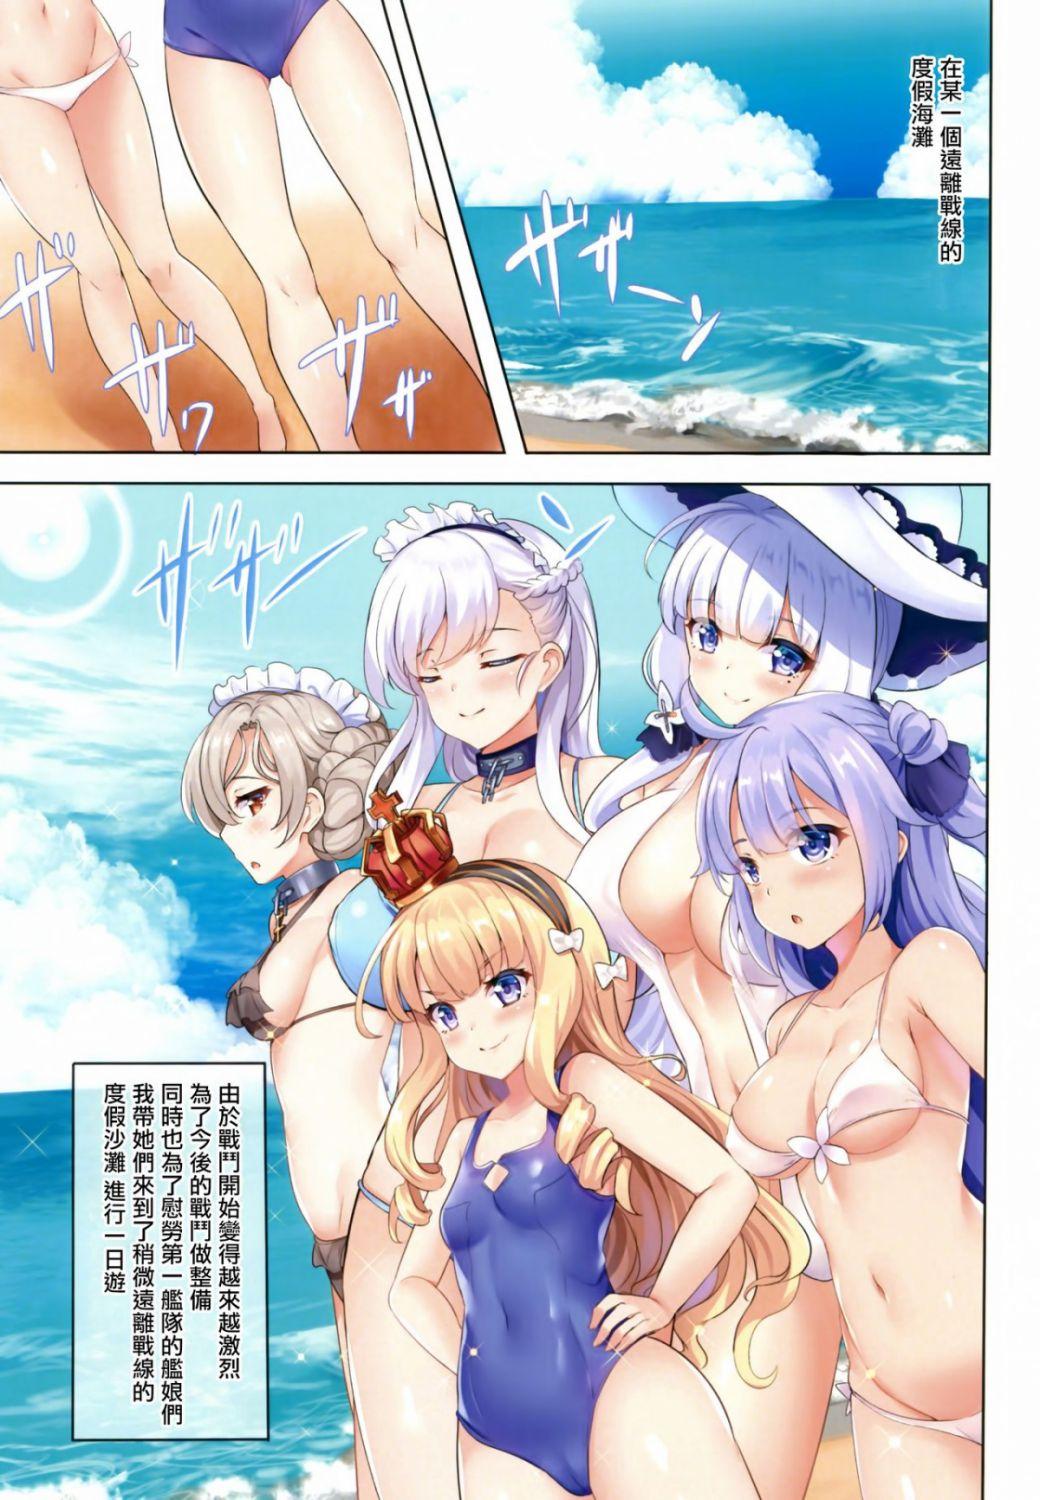 在某一個遠離戰線的
度假海灘
ザザーン
ザザワ
ザザ
ザザザーン
由於戰鬥開始變得越來越激烈
為了今後的戰鬥做整備
同時也為了慰勞第一艦隊的艦娘們
我帶她們來到了稍微遠離戰線的
度假沙灘 進行一日遊